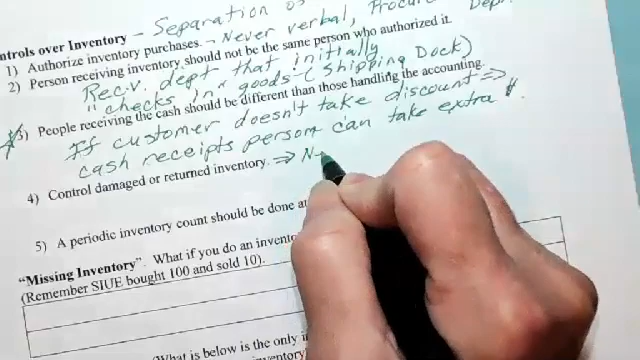 ntrols over Inventory - Separation of
1) Authorize inventory purchases. - Never verbal, Procur Dep
2) Person receiving inventory should not be the same person who authorized it.
Reciv. dept that initially
"checks in" goods - (Shipping Dock)
3) People receiving the cash should be different than those handling the accounting.
If customer doesn't take discount =>
cash receipts person can take extra $.
4) Control damaged or returned inventory. => N
5) A periodic inventory count should be done a
"Missing Inventory". What if you do an invento
(Remember SIUE bought 100 and sold 10).
What is below is the only i
inventory